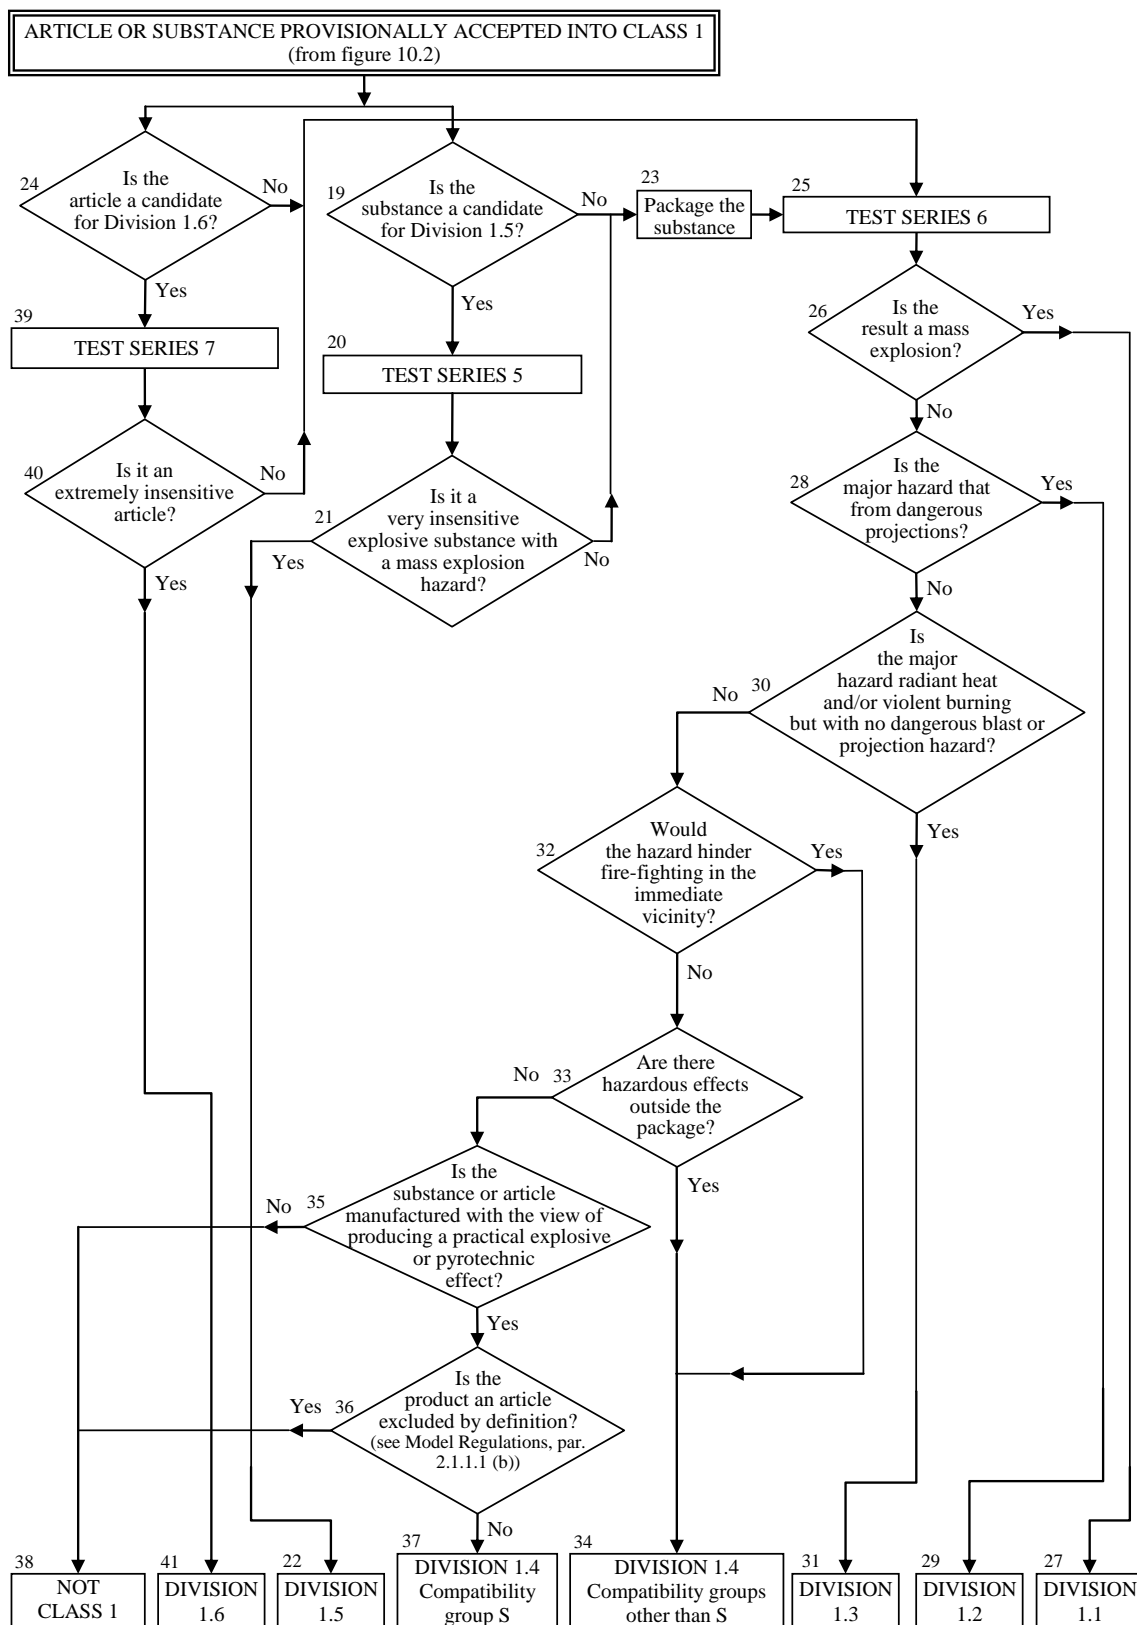 ARTICLE OR SUBSTANCE PROVISIONALLY ACCEPTED INTO CLASS 1
(from figure 10.2)
24
Is the
article a candidate
for Division 1.6?
No
Yes
19
Is the
substance a candidate
for Division 1.5?
No
Yes
23
Package the
substance
25
TEST SERIES 6
39
TEST SERIES 7
20
TEST SERIES 5
26
Is the
result a mass
explosion?
Yes
No
40
Is it an
extremely insensitive
article?
No
Yes
21
Is it a
very insensitive
explosive substance with
a mass explosion
hazard?
Yes
No
28
Is the
major hazard that
from dangerous
projections?
Yes
No
30
Is
the major
hazard radiant heat
and/or violent burning
but with no dangerous blast or
projection hazard?
No
Yes
32
Would
the hazard hinder
fire-fighting in the
immediate
vicinity?
Yes
No
33
Are there
hazardous effects
outside the
package?
No
Yes
35
Is the
substance or article
manufactured with the view of
producing a practical explosive
or pyrotechnic
effect?
No
Yes
36
Is the
product an article
excluded by definition?
(see Model Regulations, par.
2.1.1.1 (b))
Yes
No
38
NOT
CLASS 1
41
DIVISION
1.6
22
DIVISION
1.5
37
DIVISION 1.4
Compatibility
group S
34
DIVISION 1.4
Compatibility groups
other than S
31
DIVISION
1.3
29
DIVISION
1.2
27
DIVISION
1.1